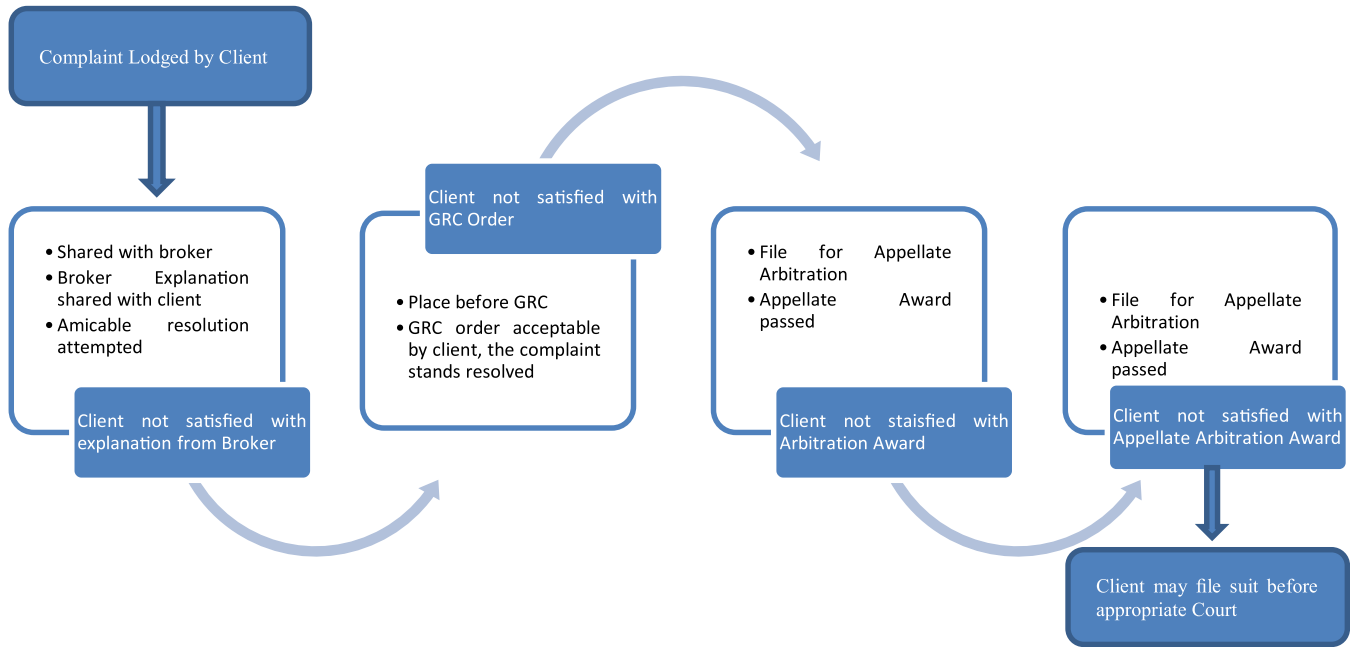 Complaint Lodged by Client
• Shared with broker
• Broker Explanation
shared with client
• Amicable resolution
attempted
Client not satisfied with
explanation from Broker
Client not satisfied with
GRC Order
• Place before GRC
• GRC order acceptable
by client, the complaint
stands resolved
• File for Appellate
Arbitration
• Appellate Award
passed
Client not staisfied with
Arbitration Award
• File for Appellate
Arbitration
• Appellate Award
passed
Client not satisfied with
Appellate Arbitration Award
Client may file suit before
appropriate Court